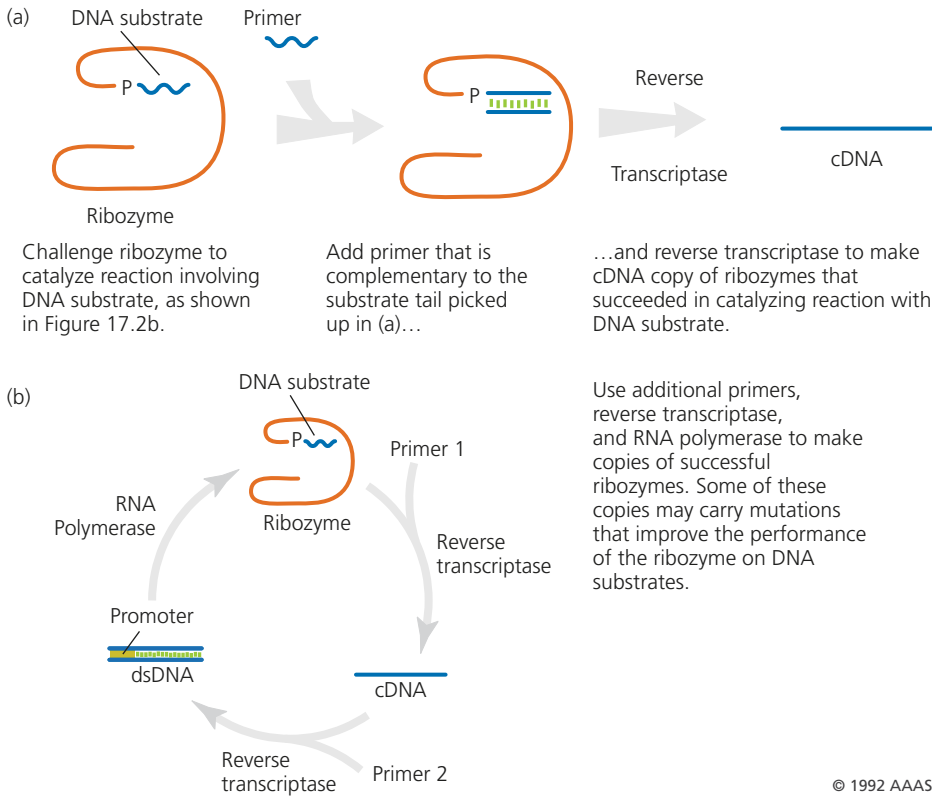 (a)
DNA substrate
Primer
P
Ribozyme
P
Reverse
Transcriptase
cDNA
Challenge ribozyme to
catalyze reaction involving
DNA substrate, as shown
in Figure 17.2b.
Add primer that is
complementary to the
substrate tail picked
up in (a)…
…and reverse transcriptase to make
cDNA copy of ribozymes that
succeeded in catalyzing reaction with
DNA substrate.
(b)
DNA substrate
P
Ribozyme
Primer 1
Reverse
transcriptase
cDNA
Primer 2
Reverse
transcriptase
Promoter
dsDNA
RNA
Polymerase
Use additional primers,
reverse transcriptase,
and RNA polymerase to make
copies of successful
ribozymes. Some of these
copies may carry mutations
that improve the performance
of the ribozyme on DNA
substrates.
© 1992 AAAS